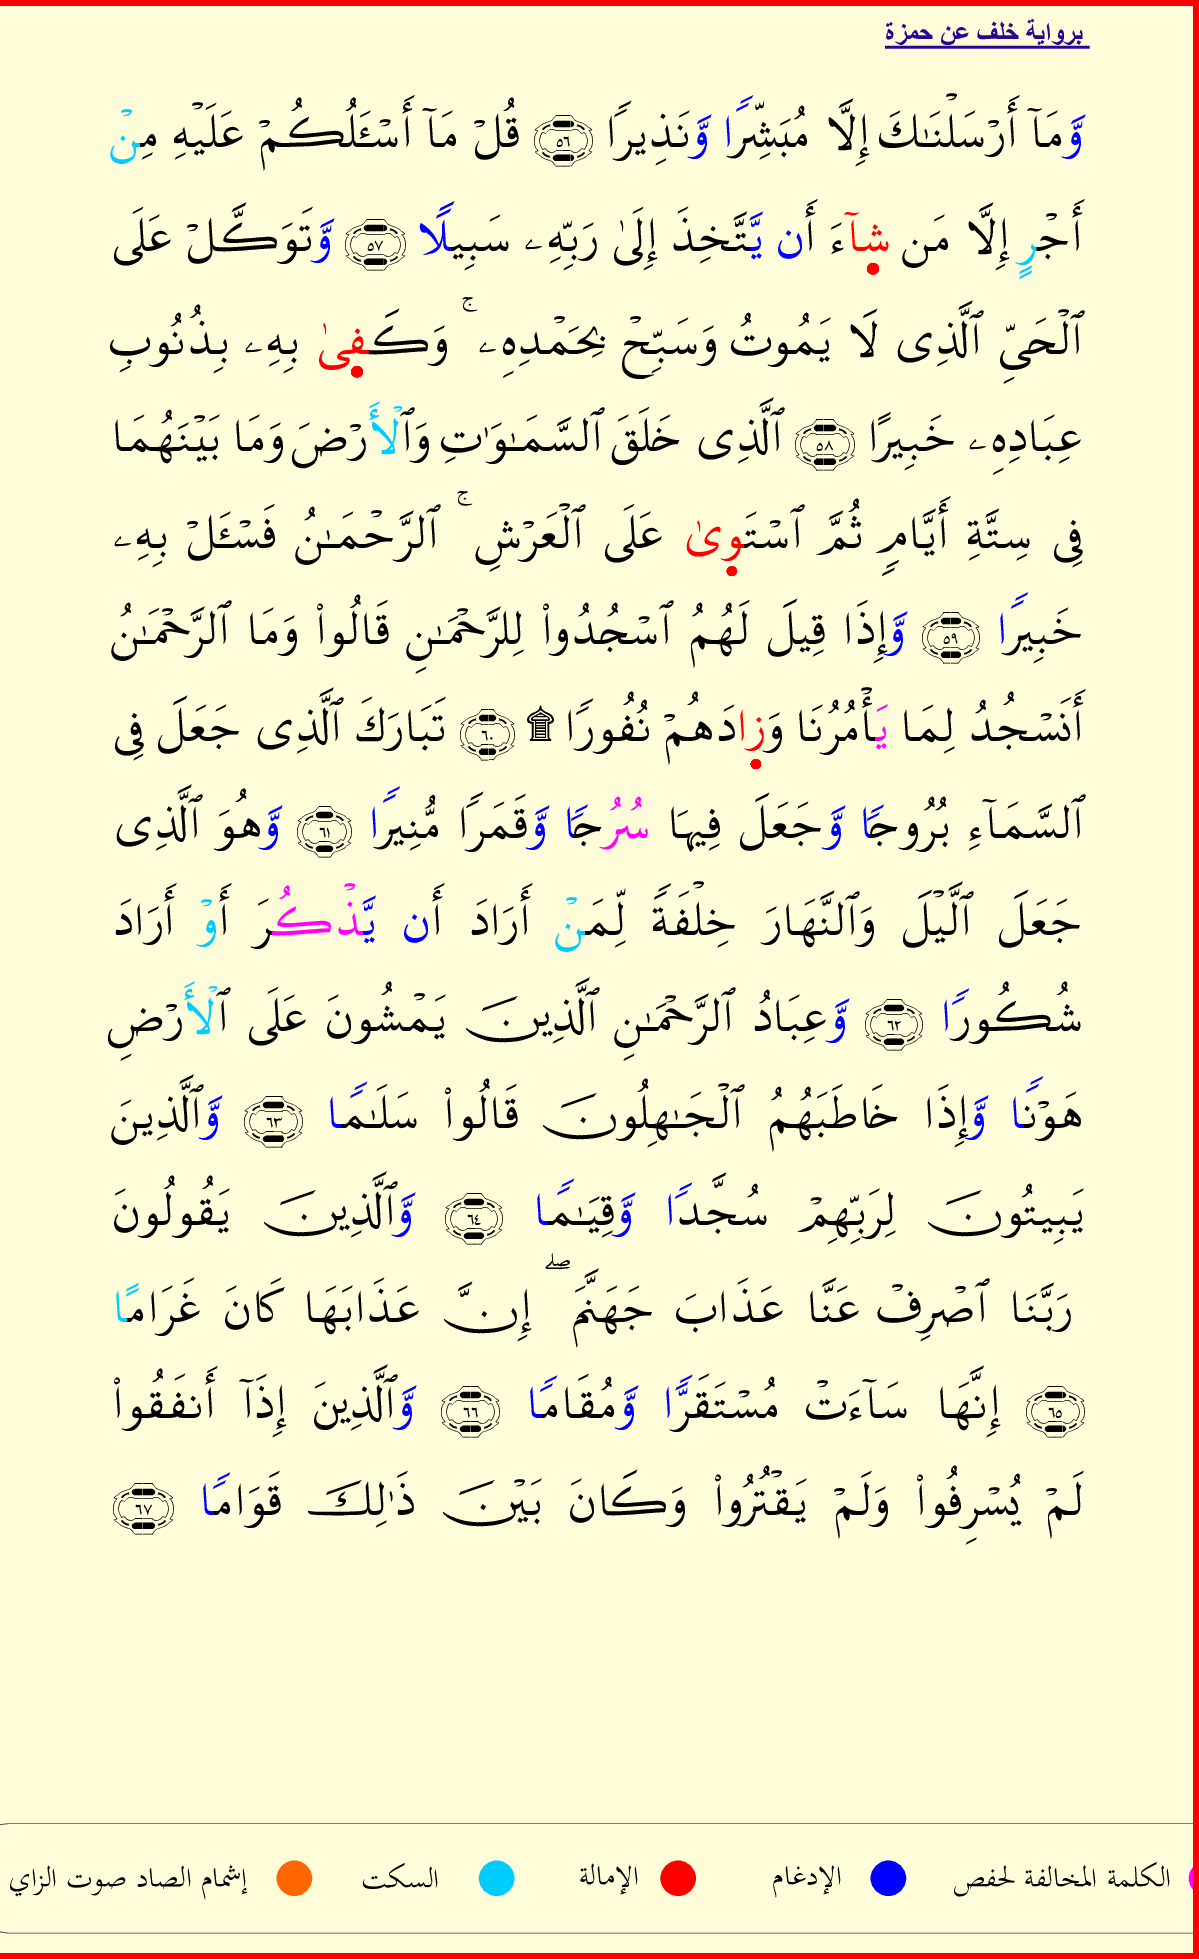 برواية خلف عن حمزة
وَّمَآ أَرۡسَلۡنَـٰكَ إِلَّا مُبَشِّرًا وَّنَذِيرًا ٥٦ قُلۡ مَآ أَسۡـَٔلُكُمۡ عَلَيۡهِ مِنۡ
أَجۡرٍ إِلَّا مَن شَآءَ أَن يَّتَّخِذَ إِلَىٰ رَبِّهِۦ سَبِيلًا ٥٧ وَّتَوَكَّلۡ عَلَى
ٱلۡحَيِّ ٱلَّذِى لَا يَمُوتُ وَسَبِّحۡ بِحَمۡدِهِۦ ۚ وَكَفِىٰ بِهِۦ بِذُنُوبِ
عِبَادِهِۦ خَبِيرًا ٥٨ ٱلَّذِى خَلَقَ ٱلسَّمَـٰوَٰتِ وَٱلۡأَرۡضَ وَمَا بَيۡنَهُمَا
فِى سِتَّةِ أَيَّامٍ ثُمَّ ٱسۡتَوِىٰ عَلَى ٱلۡعَرۡشِ ۚ ٱلرَّحۡمَـٰنُ فَسۡـَٔلۡ بِهِۦ
خَبِيرًا ٥٩ وَّإِذَا قِيلَ لَهُمُ ٱسۡجُدُواْ لِلرَّحۡمَـٰنِ قَالُواْ وَمَا ٱلرَّحۡمَـٰنُ
أَنَسۡجُدُ لِمَا يَأۡمُرُنَا وَزِادَهُمۡ نُفُورًا ۩ ٦٠ تَبَارَكَ ٱلَّذِى جَعَلَ فِى
ٱلسَّمَآءِ بُرُوجًا وَّجَعَلَ فِيهَا سُرُجًا وَّقَمَرًا مُّنِيرًا ٦١ وَّهُوَ ٱلَّذِى
جَعَلَ ٱلَّيۡلَ وَٱلنَّهَارَ خِلۡفَةً لِّمَنۡ أَرَادَ أَن يَّذۡكُرَ أَوۡ أَرَادَ
شُكُورًا ٦٢ وَّعِبَادُ ٱلرَّحۡمَـٰنِ ٱلَّذِينَ يَمۡشُونَ عَلَى ٱلۡأَرۡضِ
هَوۡنًا وَّإِذَا خَاطَبَهُمُ ٱلۡجَـٰهِلُونَ قَالُواْ سَلَـٰمًا ٦٣ وَّٱلَّذِينَ
يَبِيتُونَ لِرَبِّهِمۡ سُجَّدًا وَّقِيَـٰمًا ٦٤ وَّٱلَّذِينَ يَقُولُونَ
رَبَّنَا ٱصۡرِفۡ عَنَّا عَذَابَ جَهَنَّمَ ۖ إِنَّ عَذَابَهَا كَانَ غَرَامًا
٦٥ إِنَّهَا سَآءَتۡ مُسۡتَقَرًّا وَّمُقَامًا ٦٦ وَّٱلَّذِينَ إِذَآ أَنفَقُواْ
لَمۡ يُسۡرِفُواْ وَلَمۡ يَقۡتُرُواْ وَكَانَ بَيۡنَ ذَٰلِكَ قَوَامًا ٦٧
الكلمة المخالفة لحفص الإدغام الإمالة السكت إشمام الصاد صوت الزاي